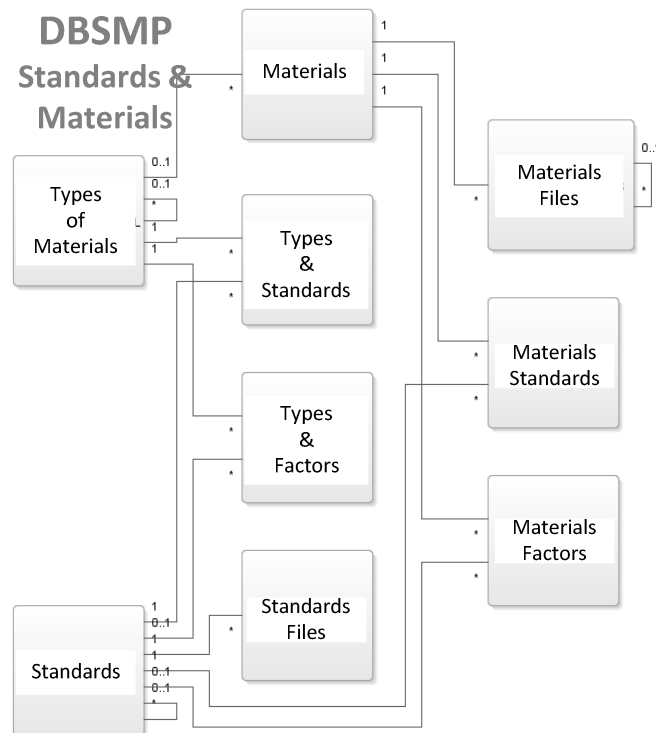 DBSMP
Standards &
Materials
Materials
1
1
1
*
0..1
0..1
*
1
1
Types
of
Materials
Materials
Files
0..
*
*
Types
&
Standards
*
*
Materials
Standards
*
*
Types
&
Factors
*
*
Materials
Factors
*
*
Standards
Files
*
Standards
1
0..1
1
1
0..1
0..1
*